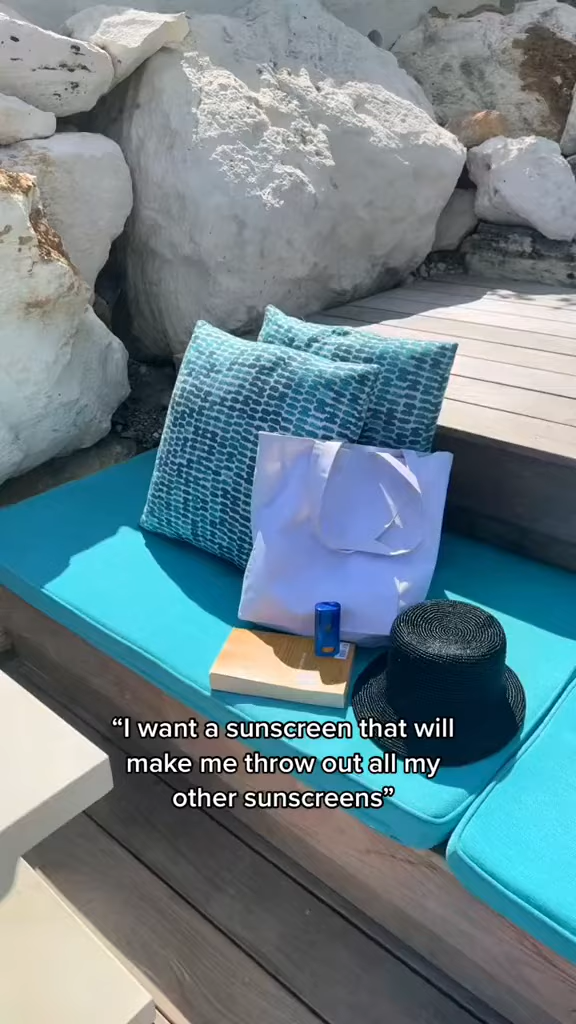 “I want a sunscreen that will
make me throw out all my
other sunscreens”